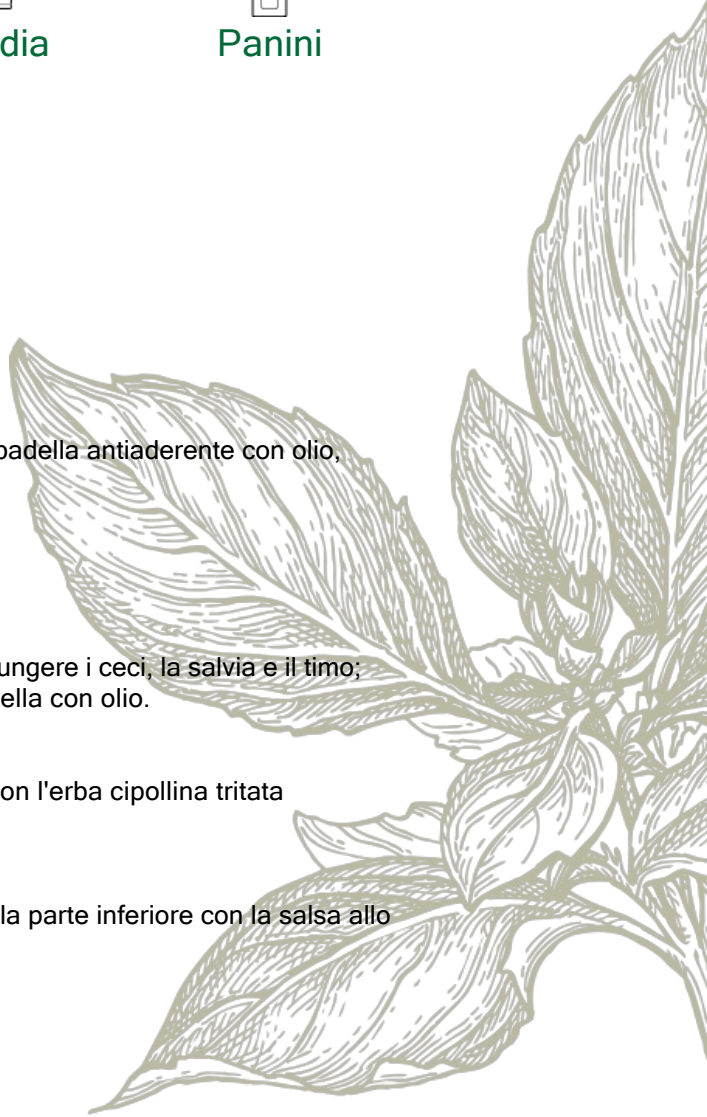 dia
Panini
padella antiaderente con olio,
ungere i ceci, la salvia e il timo;
ella con olio.
on l'erba cipollina tritata
la parte inferiore con la salsa allo